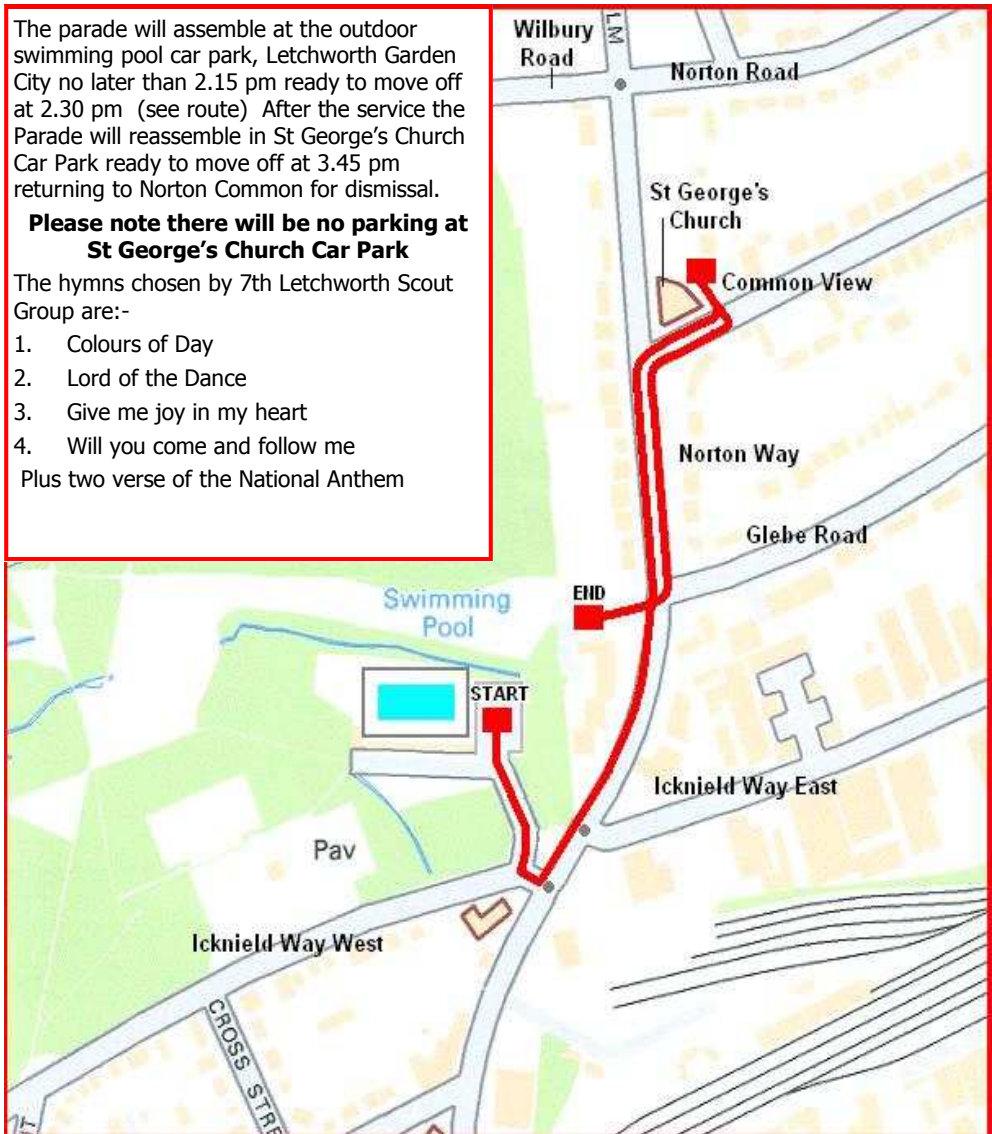 The parade will assemble at the outdoor
swimming pool car park, Letchworth Garden
City no later than 2.15 pm ready to move off
at 2.30 pm  (see route)  After the service the
Parade will reassemble in St George's Church
Car Park ready to move off at 3.45 pm
returning to Norton Common for dismissal.
Please note there will be no parking at
St George's Church Car Park
The hymns chosen by 7th Letchworth Scout
Group are:-
1. Colours of Day
2. Lord of the Dance
3. Give me joy in my heart
4. Will you come and follow me
Plus two verse of the National Anthem
Wilbury
Road
LM
Norton Road
St George's
Church
Common View
Norton Way
Glebe Road
END
Swimming
Pool
START
Icknield Way East
Pav
Icknield Way West
CROSS STRE